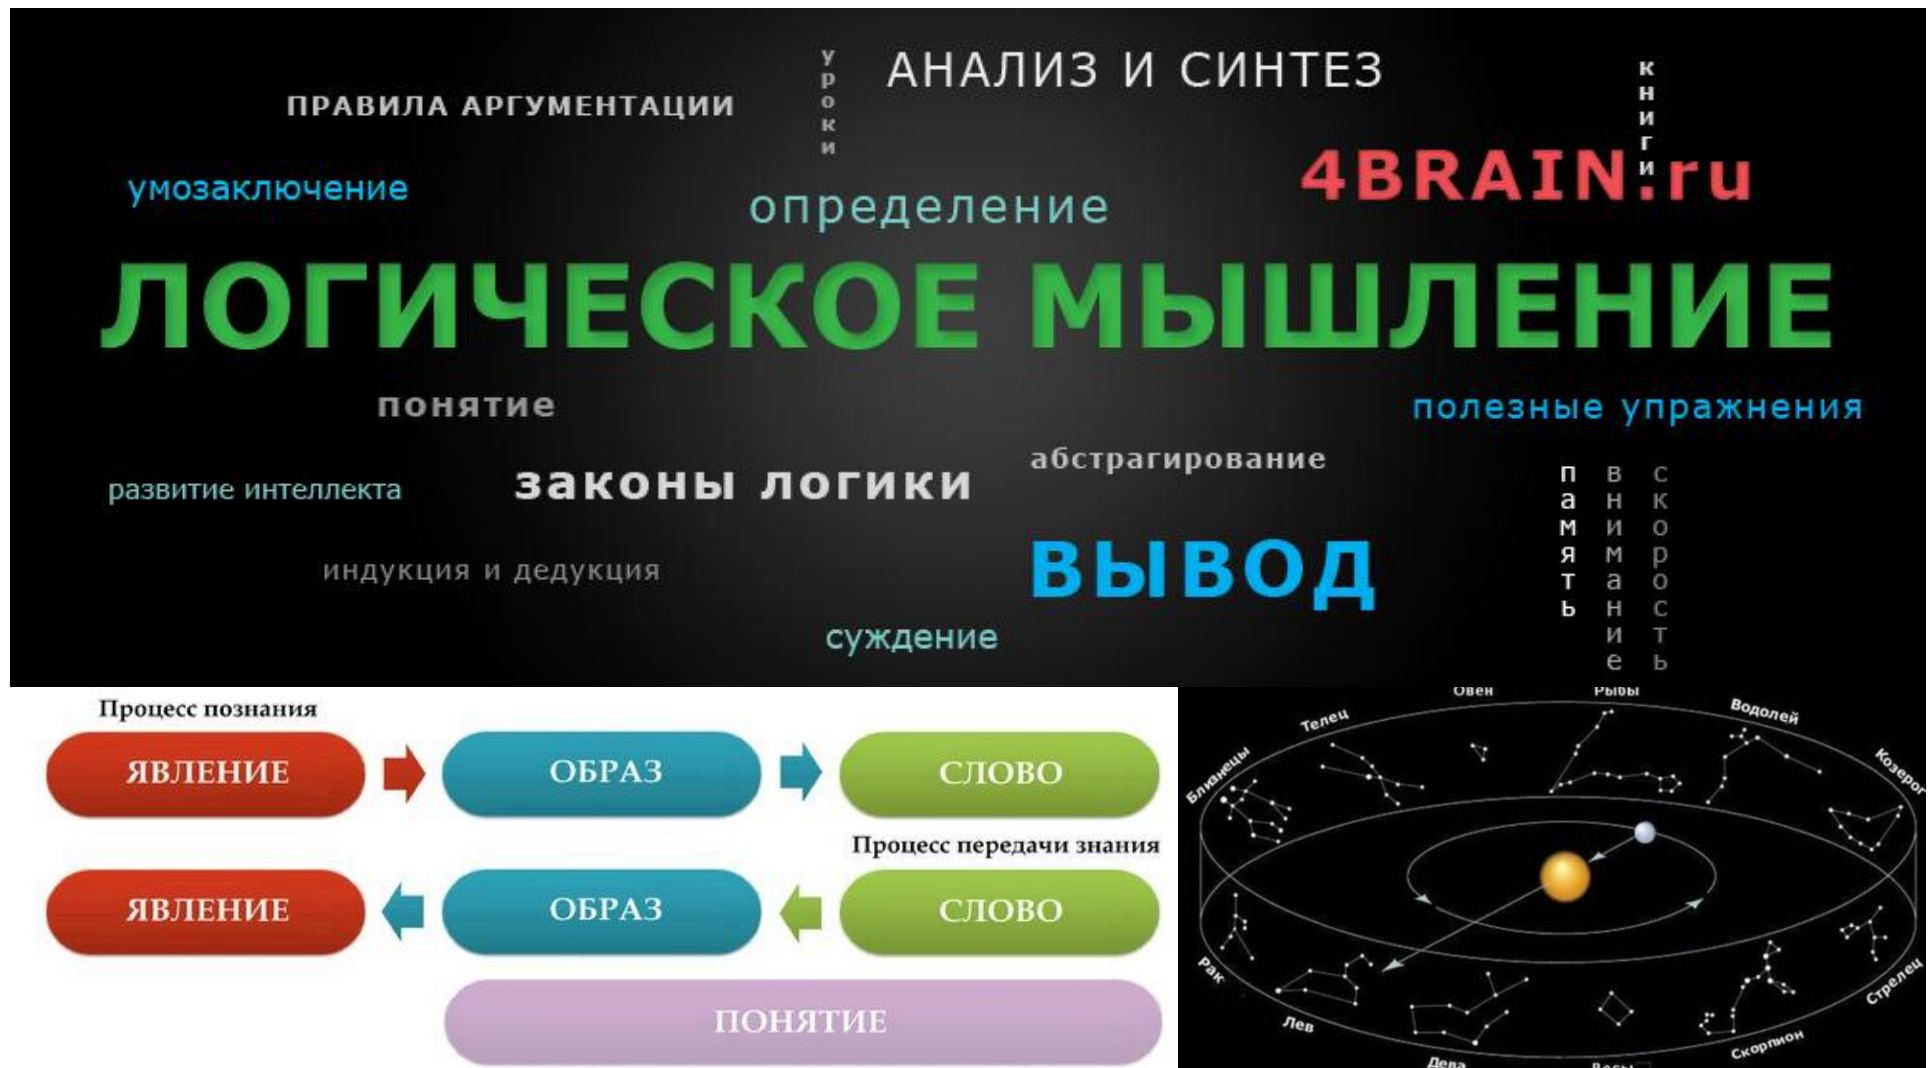 уроки
АНАЛИЗ И СИНТЕЗ
книги
ПРАВИЛА АРГУМЕНТАЦИИ
4BRAIN.ru
умозаключение
определение
ЛОГИЧЕСКОЕ МЫШЛЕНИЕ
понятие
полезные упражнения
абстрагирование
развитие интеллекта
законы логики
память
внимание
скорость
индукция и дедукция
ВЫВОД
суждение
Процесс познания
ЯВЛЕНИЕ
ОБРАЗ
СЛОВО
Процесс передачи знания
ЯВЛЕНИЕ
ОБРАЗ
СЛОВО
ПОНЯТИЕ
Овен
Рыбы
Телец
Водолей
Близнецы
Козерог
Рак
Стрелец
Лев
Скорпион
Дева
Весы